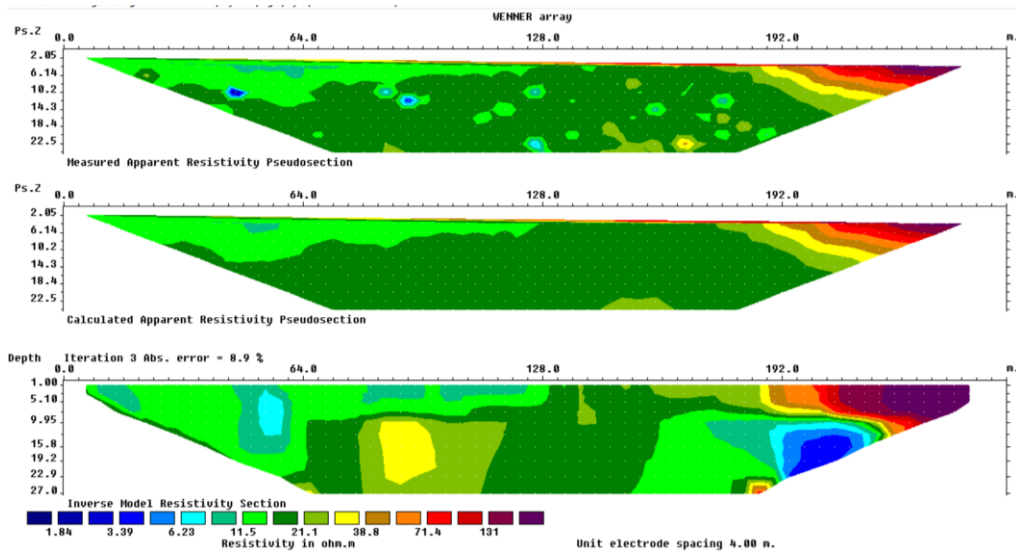 WENNER array
Ps.Z 0.0 64.0 128.0 192.0 m.
2.05
6.14
10.2
14.3
18.4
22.5
Measured Apparent Resistivity Pseudosection
Ps.Z 0.0 64.0 128.0 192.0 m.
2.05
6.14
10.2
14.3
18.4
22.5
Calculated Apparent Resistivity Pseudosection
Depth Iteration 3 Abs. error = 8.9 %
0.0 64.0 128.0 192.0 m.
1.00
5.10
9.95
15.8
19.2
22.9
27.0
Inverse Model Resistivity Section
1.84 3.39 6.23 11.5 21.1 38.8 71.4 131
Resistivity in ohm.m Unit electrode spacing 4.00 m.